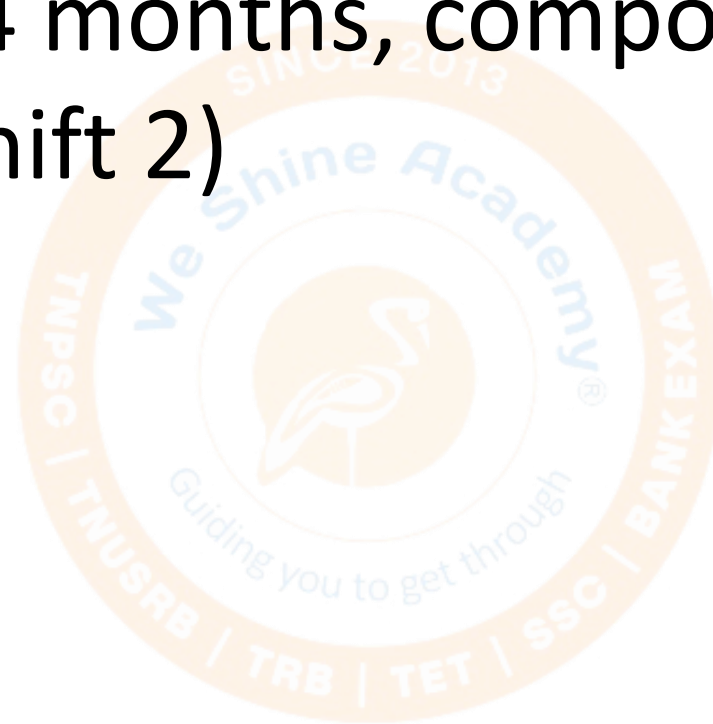 4 months, compo
hift 2)
SINCE 2013
We Shine Academy®
Guiding you to get through
TNPSC | TNUSRB | TRB | TET | SSC | BANK EXAM